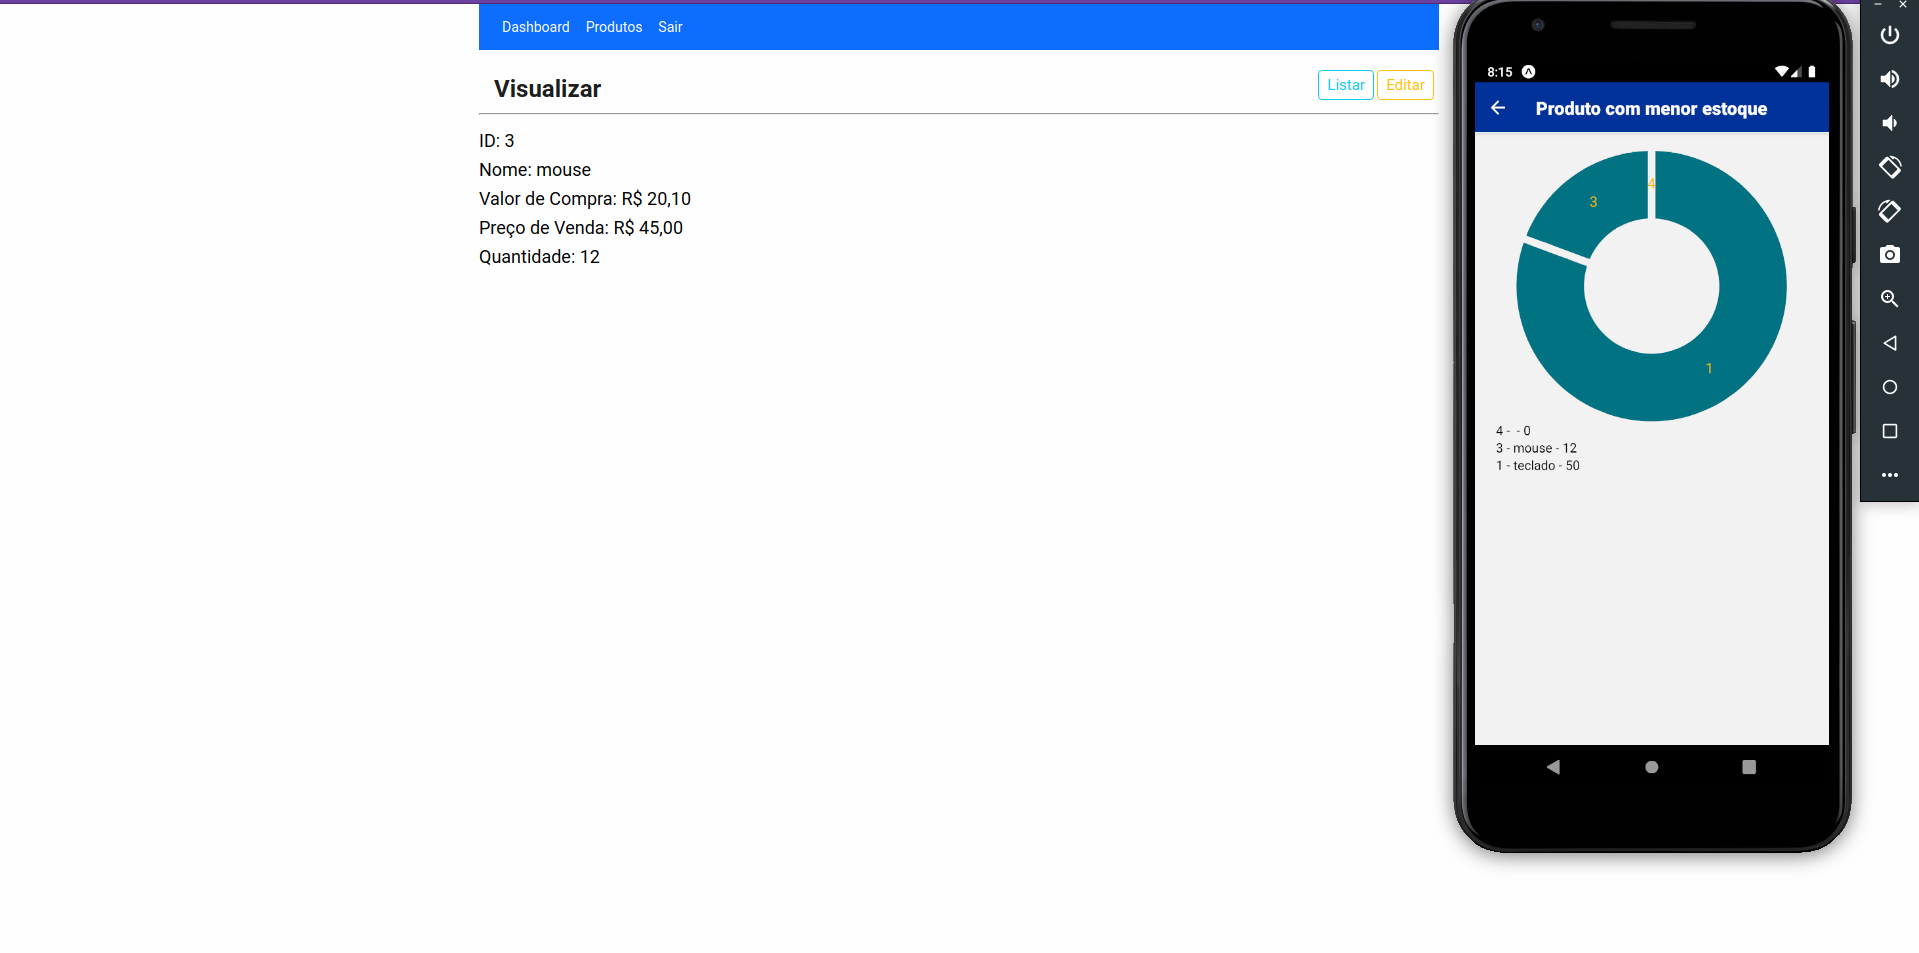 Dashboard Produtos Sair
Visualizar
Listar Editar
ID: 3
Nome: mouse
Valor de Compra: R$ 20,10
Preço de Venda: R$ 45,00
Quantidade: 12
8:15
Produto com menor estoque
4
3
1
4 - - 0
3 - mouse - 12
1 - teclado - 50